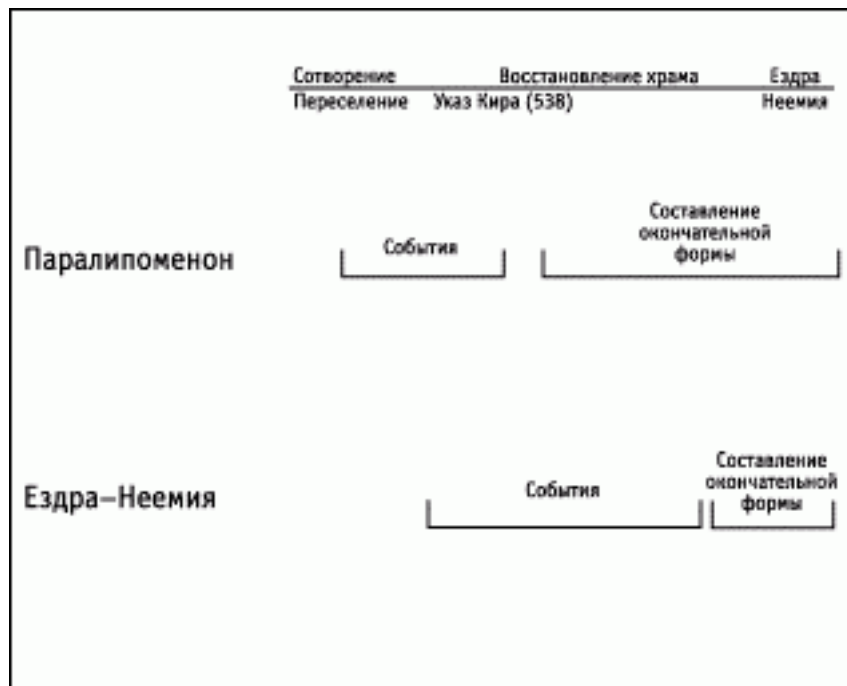 Сотворение Восстановление храма Ездра
Переселение Указ Кира (538) Неемия
Составление
окончательной
формы
События
Паралипоменон
Составление
окончательной
формы
События
Ездра–Неемия